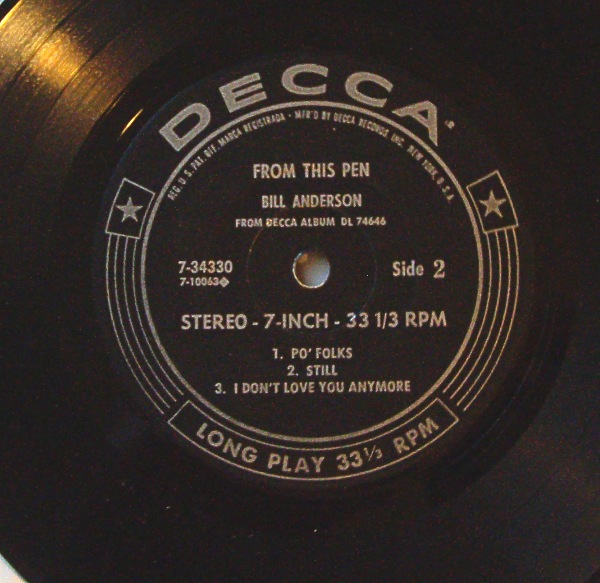 DECCA
REG. U.S. PAT. OFF. MARCA REGISTRADA · MFR'D BY DECCA RECORDS INC. NEW YORK, U.S.A.
FROM THIS PEN
BILL ANDERSON
FROM DECCA ALBUM DL 74646
7-34330
Side 2
7-10063
STEREO - 7-INCH - 33 1/3 RPM
1. PO' FOLKS
2. STILL
3. I DON'T LOVE YOU ANYMORE
LONG PLAY 33⅓ RPM